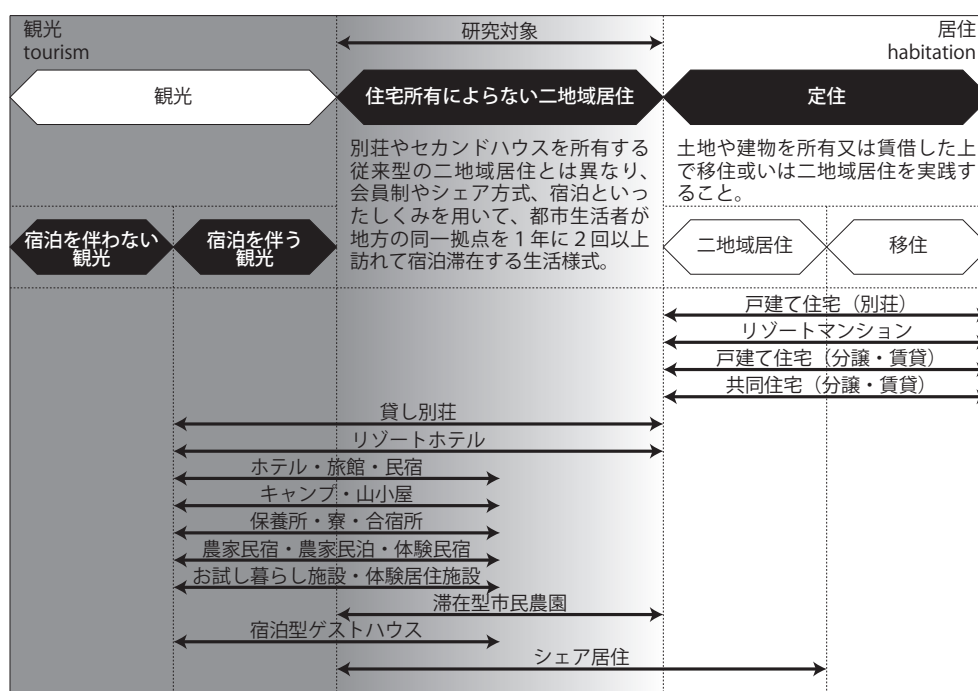 観光
tourism
研究対象
居住
habitation
観光
住宅所有によらない二地域居住
定住
別荘やセカンドハウスを所有する
従来型の二地域居住とは異なり、
会員制やシェア方式、宿泊といっ
たしくみを用いて、都市生活者が
地方の同一拠点を1年に2回以上
訪れて宿泊滞在する生活様式。
土地や建物を所有又は賃借した上
で移住或いは二地域居住を実践す
ること。
宿泊を伴わない
観光
宿泊を伴う
観光
二地域居住
移住
戸建て住宅（別荘）
リゾートマンション
戸建て住宅（分譲・賃貸）
共同住宅（分譲・賃貸）
貸し別荘
リゾートホテル
ホテル・旅館・民宿
キャンプ・山小屋
保養所・寮・合宿所
農家民宿・農家民泊・体験民宿
お試し暮らし施設・体験居住施設
滞在型市民農園
宿泊型ゲストハウス
シェア居住